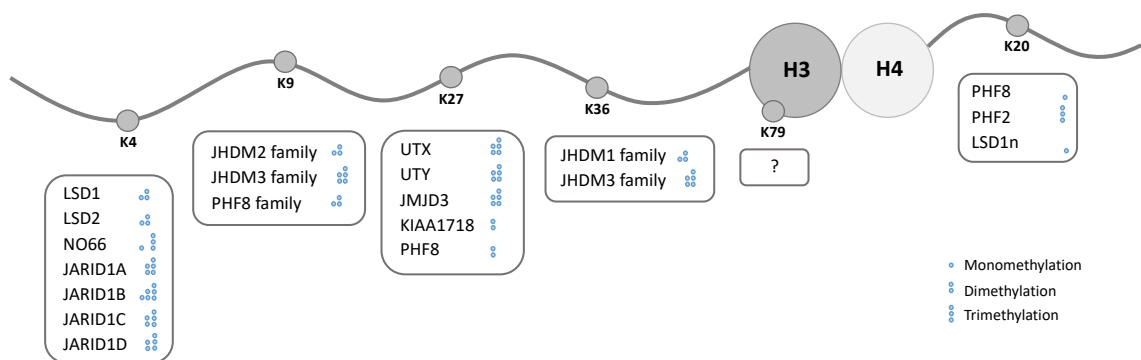 K4
LSD1
LSD2
NO66
JARID1A
JARID1B
JARID1C
JARID1D
K9
JHDM2 family
JHDM3 family
PHF8 family
K27
UTX
UTY
JMJD3
KIAA1718
PHF8
K36
JHDM1 family
JHDM3 family
H3
K79
?
H4
K20
PHF8
PHF2
LSD1n
Monomethylation
Dimethylation
Trimethylation